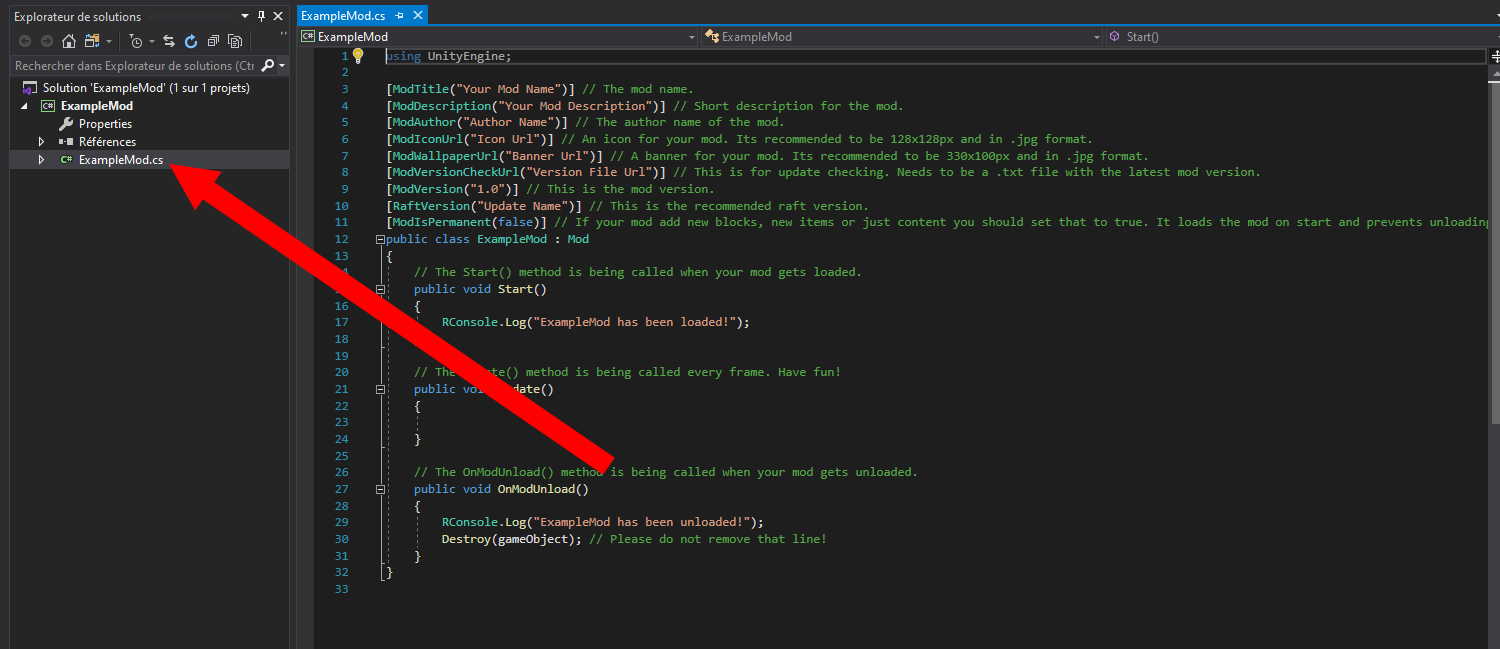 Explorateur de solutions
Rechercher dans Explorateur de solutions (Ctr
Solution 'ExampleMod' (1 sur 1 projets)
ExampleMod
Properties
Références
ExampleMod.cs
ExampleMod.cs
ExampleMod ExampleMod Start()
1 using UnityEngine;
2
3 [ModTitle("Your Mod Name")] // The mod name.
4 [ModDescription("Your Mod Description")] // Short description for the mod.
5 [ModAuthor("Author Name")] // The author name of the mod.
6 [ModIconUrl("Icon Url")] // An icon for your mod. Its recommended to be 128x128px and in .jpg format.
7 [ModWallpaperUrl("Banner Url")] // A banner for your mod. Its recommended to be 330x100px and in .jpg format.
8 [ModVersionCheckUrl("Version File Url")] // This is for update checking. Needs to be a .txt file with the latest mod version.
9 [ModVersion("1.0")] // This is the mod version.
10 [RaftVersion("Update Name")] // This is the recommended raft version.
11 [ModIsPermanent(false)] // If your mod add new blocks, new items or just content you should set that to true. It loads the mod on start and prevents unloading
12 public class ExampleMod : Mod
13 {
// The Start() method is being called when your mod gets loaded.
public void Start()
16 {
17 RConsole.Log("ExampleMod has been loaded!");
18
19
20 // The () method is being called every frame. Have fun!
21 public ()
22 {
23
24 }
25
26 // The OnModUnload() method is being called when your mod gets unloaded.
27 public void OnModUnload()
28 {
29 RConsole.Log("ExampleMod has been unloaded!");
30 Destroy(gameObject); // Please do not remove that line!
31 }
32 }
33